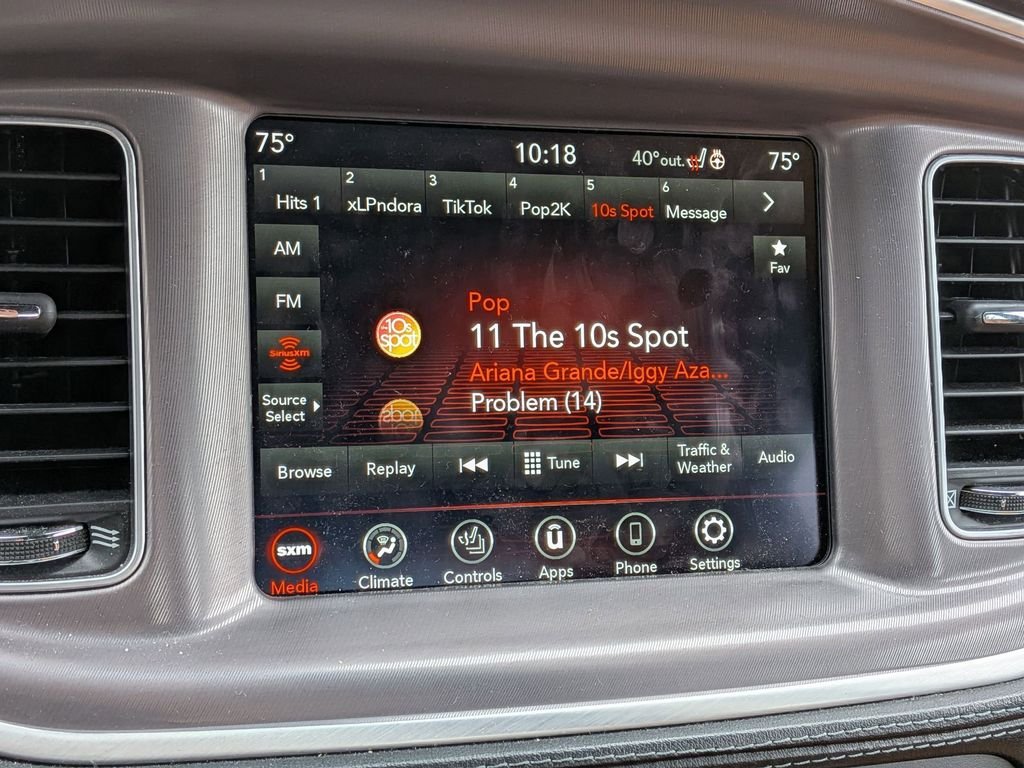 75°
10:18
40°out.
75°
1
Hits 1
2
xLPndora
3
TikTok
4
Pop2K
5
10s Spot
6
Message
AM
FM
SiriusXM
Source
Select
Fav
10s
spot
Pop
11 The 10s Spot
Ariana Grande/Iggy Aza...
Problem (14)
Browse
Replay
Tune
Traffic &
Weather
Audio
sxm
Media
Climate
Controls
u
Apps
Phone
Settings